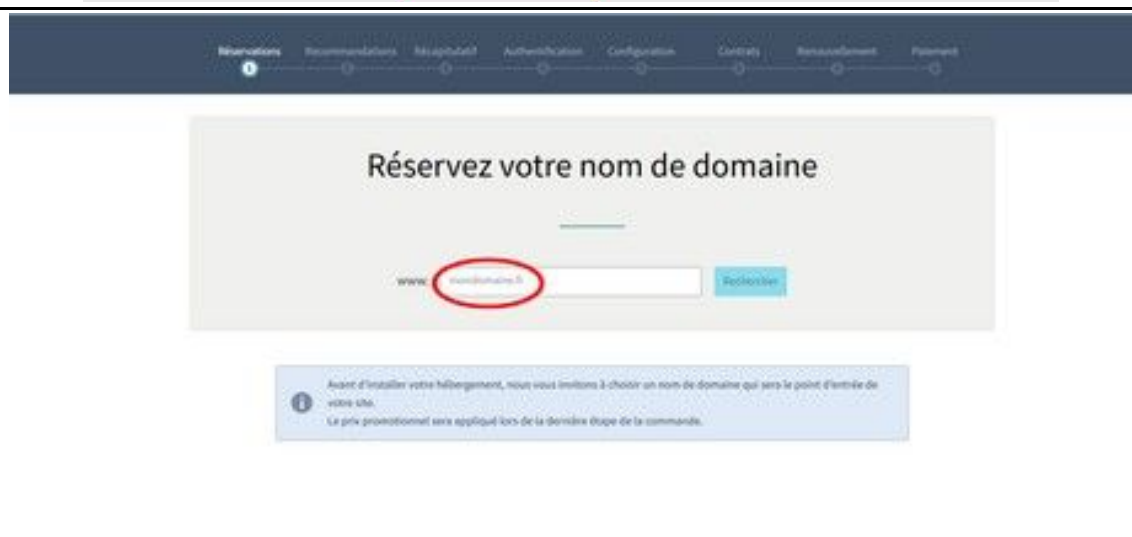 Réservations Recommandations Récapitulatif Authentification Configuration Contrats Renouvellement Paiement
1
Réservez votre nom de domaine
www. mondomaine.fr Rechercher
Avant d'installer votre hébergement, nous vous invitons à choisir un nom de domaine qui sera le point d'entrée de
votre site.
Le prix promotionnel sera appliqué lors de la dernière étape de la commande.